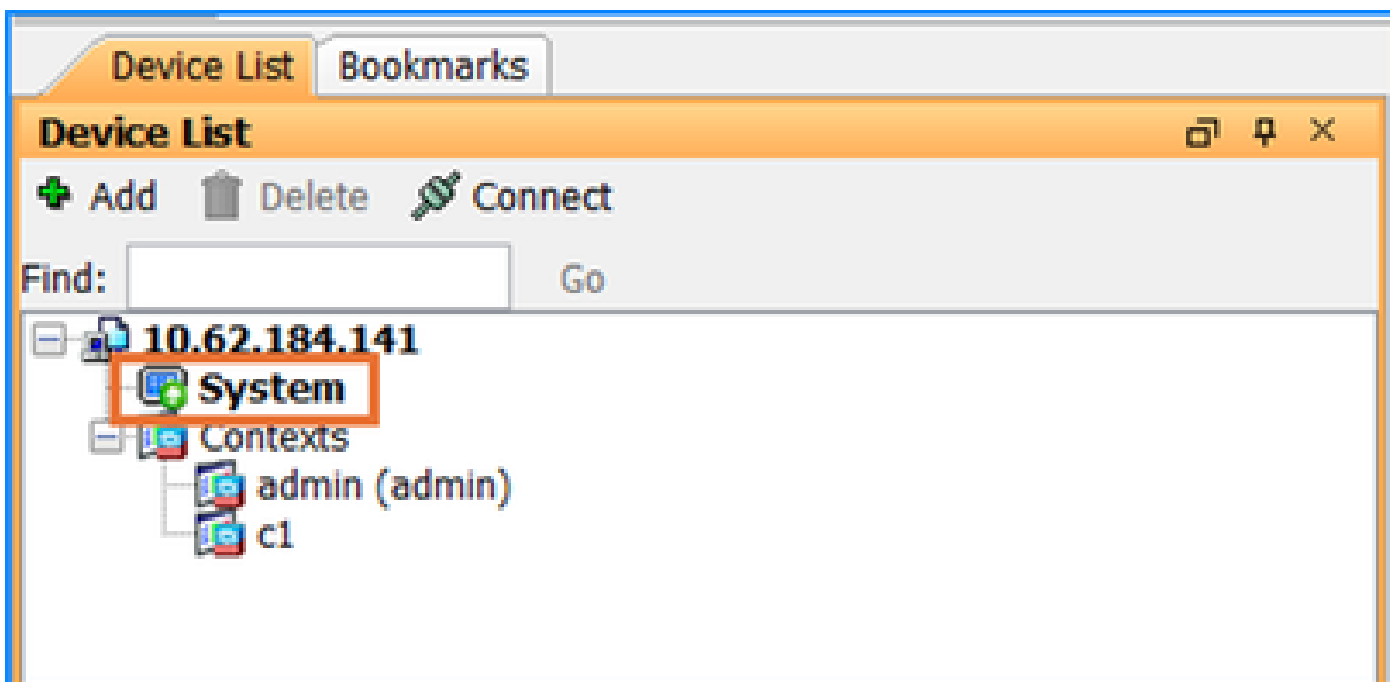 Device List Bookmarks
Device List
Add Delete Connect
Find: Go
10.62.184.141
System
Contexts
admin (admin)
c1